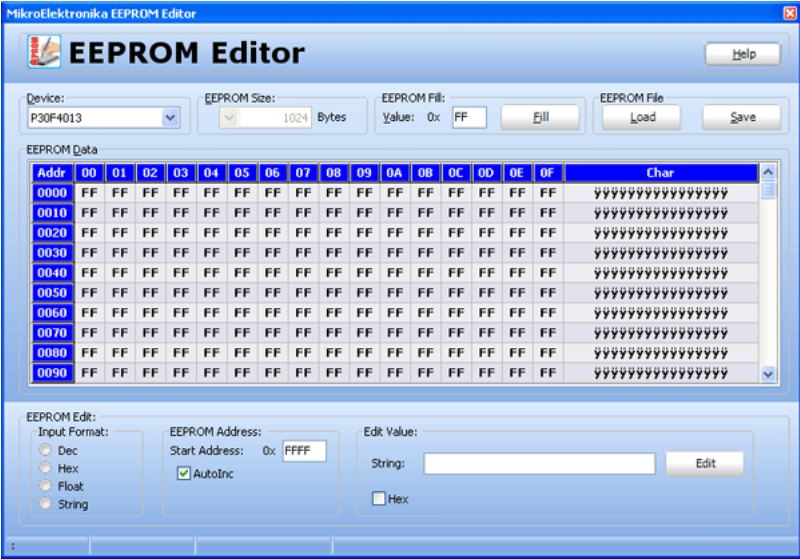 MikroElektronika EEPROM Editor
EEPROM
EEPROM Editor
Help
Device:
EEPROM Size:
EEPROM Fill:
EEPROM File
P30F4013
1024 Bytes
Value: 0x FF
Fill
Load
Save
EEPROM Data
Addr 00 01 02 03 04 05 06 07 08 09 0A 0B 0C 0D 0E 0F Char
0000 FF FF FF FF FF FF FF FF FF FF FF FF FF FF FF FF ÿÿÿÿÿÿÿÿÿÿÿÿÿÿÿÿ
0010 FF FF FF FF FF FF FF FF FF FF FF FF FF FF FF FF ÿÿÿÿÿÿÿÿÿÿÿÿÿÿÿÿ
0020 FF FF FF FF FF FF FF FF FF FF FF FF FF FF FF FF ÿÿÿÿÿÿÿÿÿÿÿÿÿÿÿÿ
0030 FF FF FF FF FF FF FF FF FF FF FF FF FF FF FF FF ÿÿÿÿÿÿÿÿÿÿÿÿÿÿÿÿ
0040 FF FF FF FF FF FF FF FF FF FF FF FF FF FF FF FF ÿÿÿÿÿÿÿÿÿÿÿÿÿÿÿÿ
0050 FF FF FF FF FF FF FF FF FF FF FF FF FF FF FF FF ÿÿÿÿÿÿÿÿÿÿÿÿÿÿÿÿ
0060 FF FF FF FF FF FF FF FF FF FF FF FF FF FF FF FF ÿÿÿÿÿÿÿÿÿÿÿÿÿÿÿÿ
0070 FF FF FF FF FF FF FF FF FF FF FF FF FF FF FF FF ÿÿÿÿÿÿÿÿÿÿÿÿÿÿÿÿ
0080 FF FF FF FF FF FF FF FF FF FF FF FF FF FF FF FF ÿÿÿÿÿÿÿÿÿÿÿÿÿÿÿÿ
0090 FF FF FF FF FF FF FF FF FF FF FF FF FF FF FF FF ÿÿÿÿÿÿÿÿÿÿÿÿÿÿÿÿ
EEPROM Edit:
Input Format:
Dec
Hex
Float
String
EEPROM Address:
Start Address: 0x FFFF
AutoInc
Edit Value:
String:
Edit
Hex
: